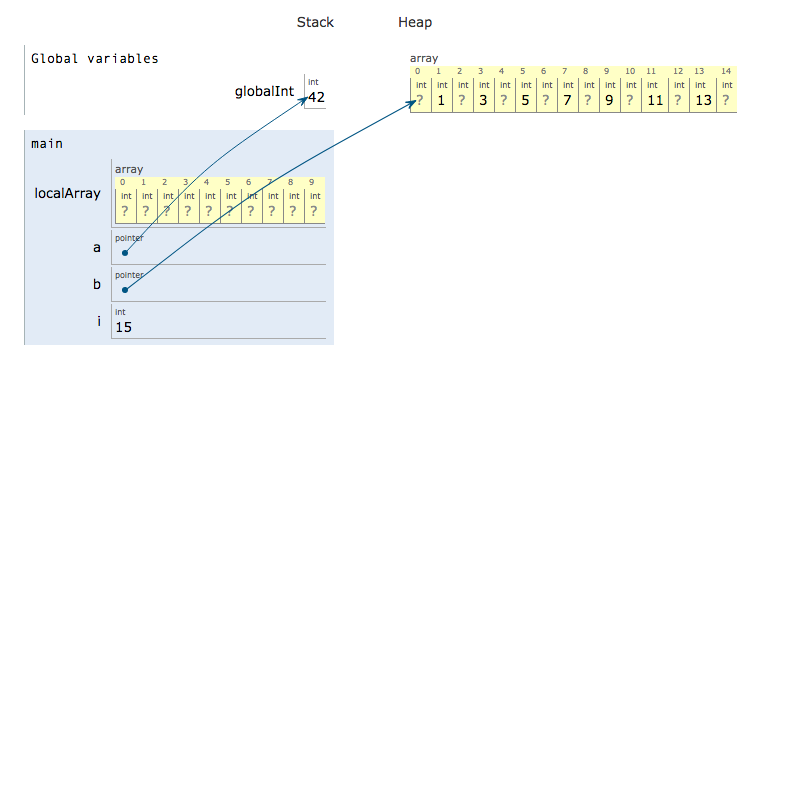 Stack Heap
Global variables
globalInt
int
42
array
0 1 2 3 4 5 6 7 8 9 10 11 12 13 14
int int int int int int int int int int int int int int int
? 1 ? 3 ? 5 ? 7 ? 9 ? 11 ? 13 ?
main
localArray
array
0 1 2 3 4 5 6 7 8 9
int int int int int int int int int int
? ? ? ? ? ? ? ? ? ?
a
pointer
b
pointer
i
int
15